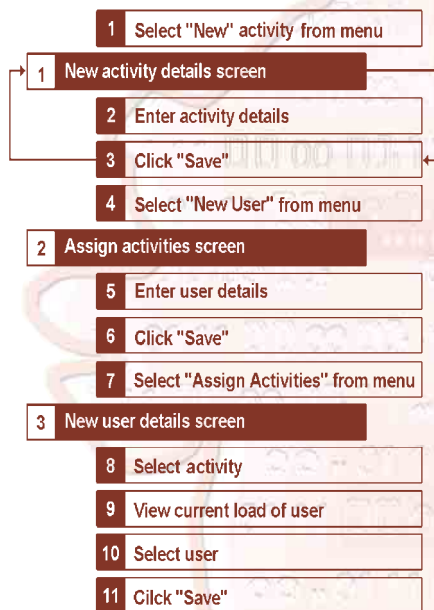 1 Select "New" activity from menu
1 New activity details screen
2 Enter activity details
3 Click "Save"
4 Select "New User" from menu
2 Assign activities screen
5 Enter user details
6 Click "Save"
7 Select "Assign Activities" from menu
3 New user details screen
8 Select activity
9 View current load of user
10 Select user
11 Cilck "Save"